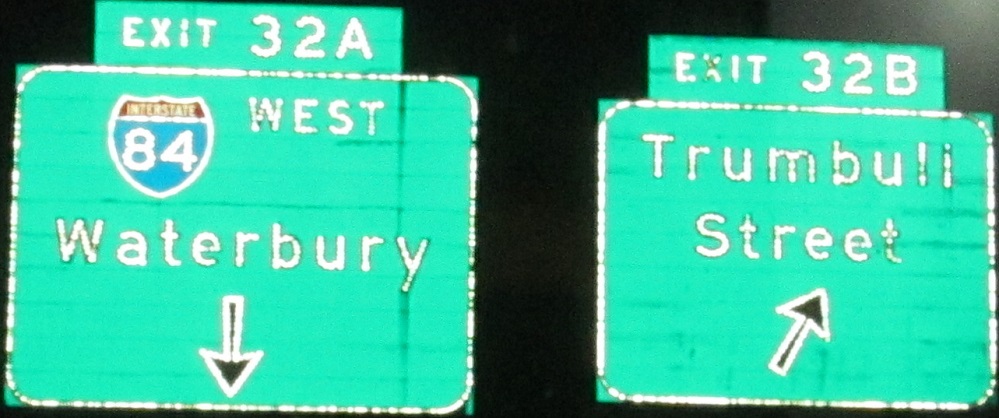 EXIT 32A
INTERSTATE
84
WEST
Waterbury
EXIT 32B
Trumbull
Street